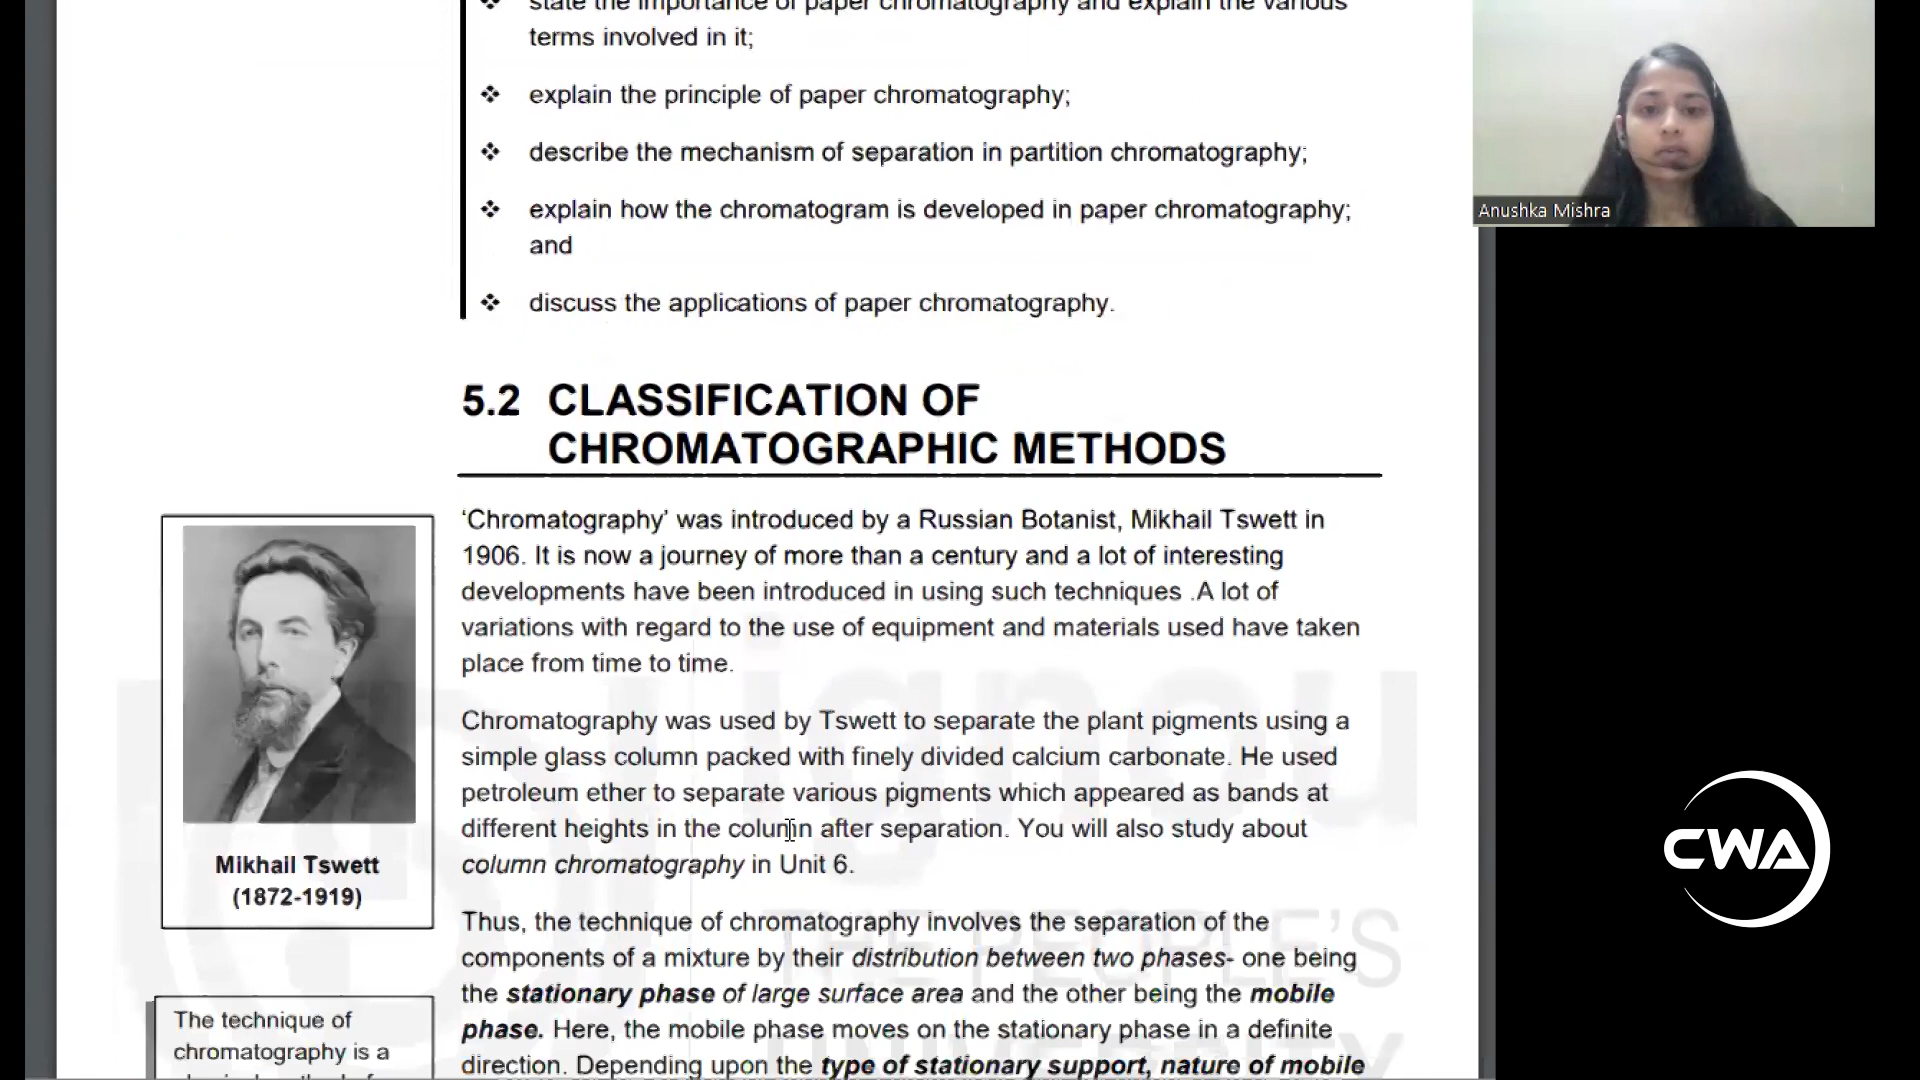 state the importance of paper chromatography and explain the various
terms involved in it;
❖ explain the principle of paper chromatography;
❖ describe the mechanism of separation in partition chromatography;
❖ explain how the chromatogram is developed in paper chromatography;
and
❖ discuss the applications of paper chromatography.
Anushka Mishra
5.2 CLASSIFICATION OF
CHROMATOGRAPHIC METHODS
‘Chromatography’ was introduced by a Russian Botanist, Mikhail Tswett in
1906. It is now a journey of more than a century and a lot of interesting
developments have been introduced in using such techniques .A lot of
variations with regard to the use of equipment and materials used have taken
place from time to time.
Chromatography was used by Tswett to separate the plant pigments using a
simple glass column packed with finely divided calcium carbonate. He used
petroleum ether to separate various pigments which appeared as bands at
different heights in the column after separation. You will also study about
column chromatography in Unit 6.
Mikhail Tswett
(1872-1919)
Thus, the technique of chromatography involves the separation of the
components of a mixture by their distribution between two phases- one being
the stationary phase of large surface area and the other being the mobile
phase. Here, the mobile phase moves on the stationary phase in a definite
direction. Depending upon the type of stationary support, nature of mobile
The technique of
chromatography is a
ignou
THE PEOPLE'S
UNIVERSITY
CWA